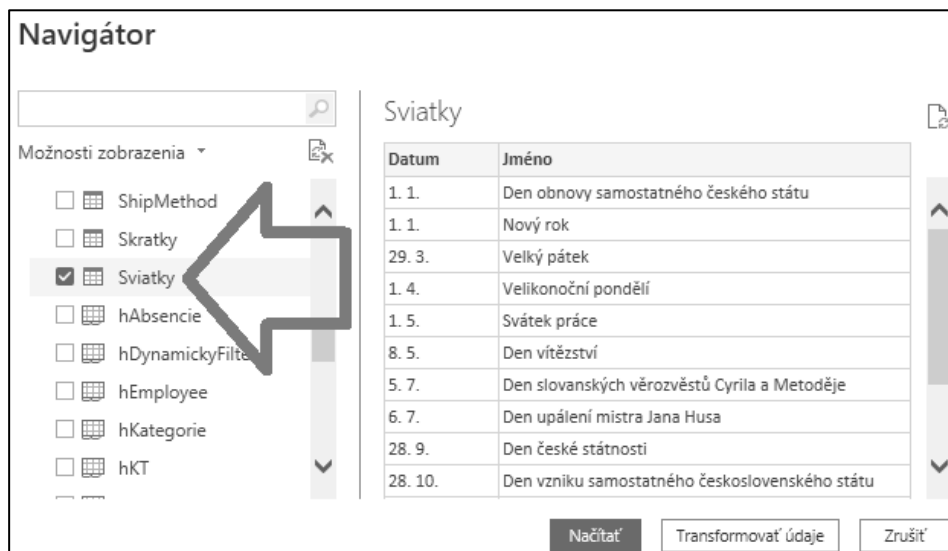 Navigátor
Možnosti zobrazenia
ShipMethod
Skratky
Sviatky
hAbsencie
hDynamickyFilte
hEmployee
hKategorie
hKT
Sviatky
Datum Jméno
1. 1. Den obnovy samostatného českého státu
1. 1. Nový rok
29. 3. Velký pátek
1. 4. Velikonoční pondělí
1. 5. Svátek práce
8. 5. Den vítězství
5. 7. Den slovanských věrozvěstů Cyrila a Metoděje
6. 7. Den upálení mistra Jana Husa
28. 9. Den české státnosti
28. 10. Den vzniku samostatného československého státu
Načítať Transformovať údaje Zrušiť